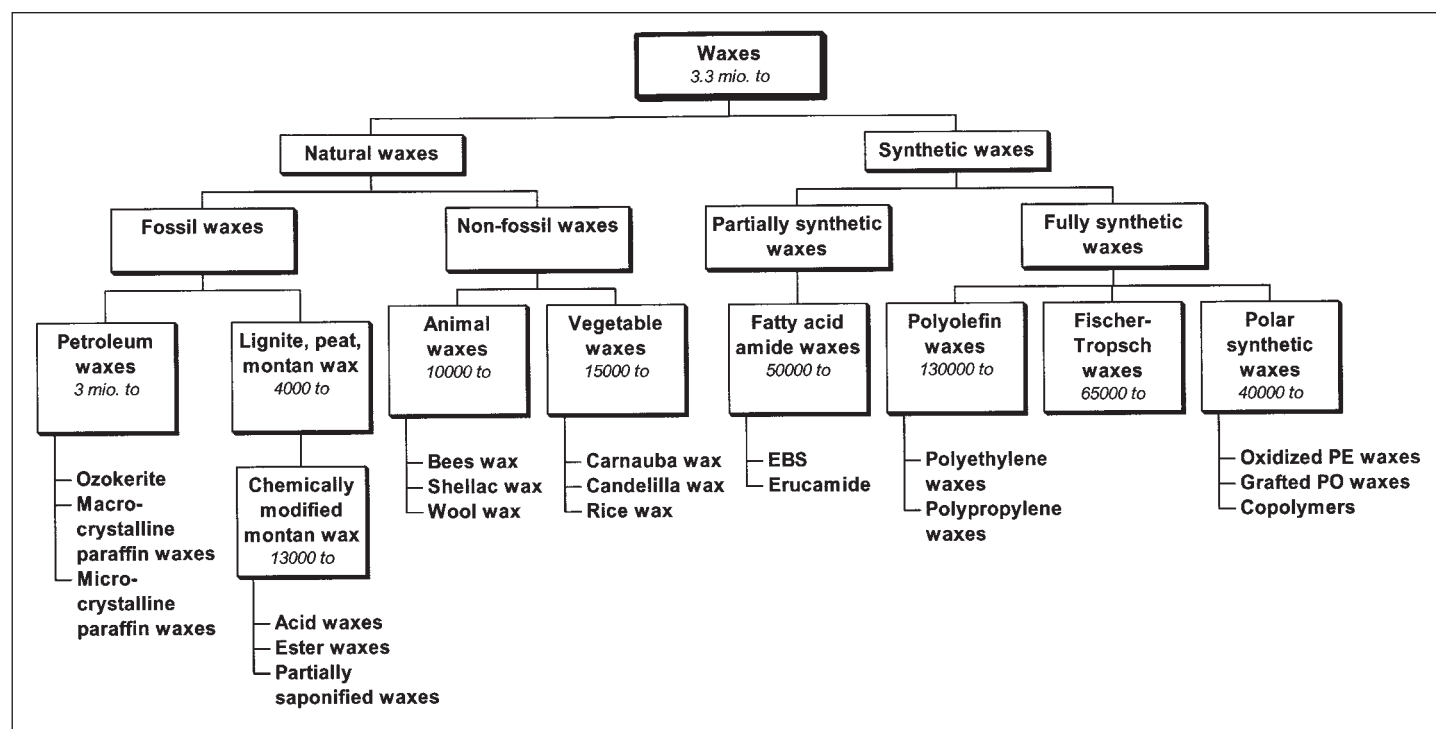 Waxes
3.3 mio. to
Natural waxes
Synthetic waxes
Fossil waxes
Non-fossil waxes
Partially synthetic
waxes
Fully synthetic
waxes
Petroleum
waxes
3 mio. to
Lignite, peat,
montan wax
4000 to
Animal
waxes
10000 to
Vegetable
waxes
15000 to
Fatty acid
amide waxes
50000 to
Polyolefin
waxes
130000 to
Fischer-
Tropsch
waxes
65000 to
Polar
synthetic
waxes
40000 to
Ozokerite
Macro-
crystalline
paraffin waxes
Micro-
crystalline
paraffin waxes
Chemically
modified
montan wax
13000 to
Acid waxes
Ester waxes
Partially
saponified waxes
Bees wax
Shellac wax
Wool wax
Carnauba wax
Candelilla wax
Rice wax
EBS
Erucamide
Polyethylene
waxes
Polypropylene
waxes
Oxidized PE waxes
Grafted PO waxes
Copolymers